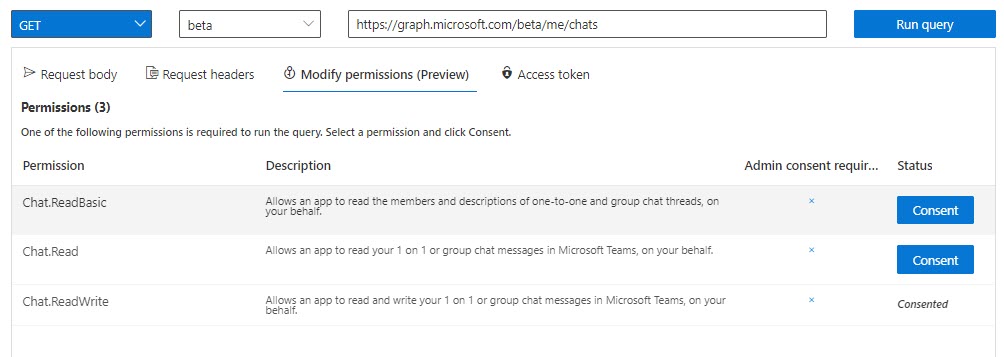 GET beta https://graph.microsoft.com/beta/me/chats Run query
Request body Request headers Modify permissions (Preview) Access token
Permissions (3)
One of the following permissions is required to run the query. Select a permission and click Consent.
Permission Description Admin consent requir... Status
Chat.ReadBasic Allows an app to read the members and descriptions of one-to-one and group chat threads, on × Consent
your behalf.
Chat.Read Allows an app to read your 1 on 1 or group chat messages in Microsoft Teams, on your behalf. × Consent
Chat.ReadWrite Allows an app to read and write your 1 on 1 or group chat messages in Microsoft Teams, on your × Consented
behalf.